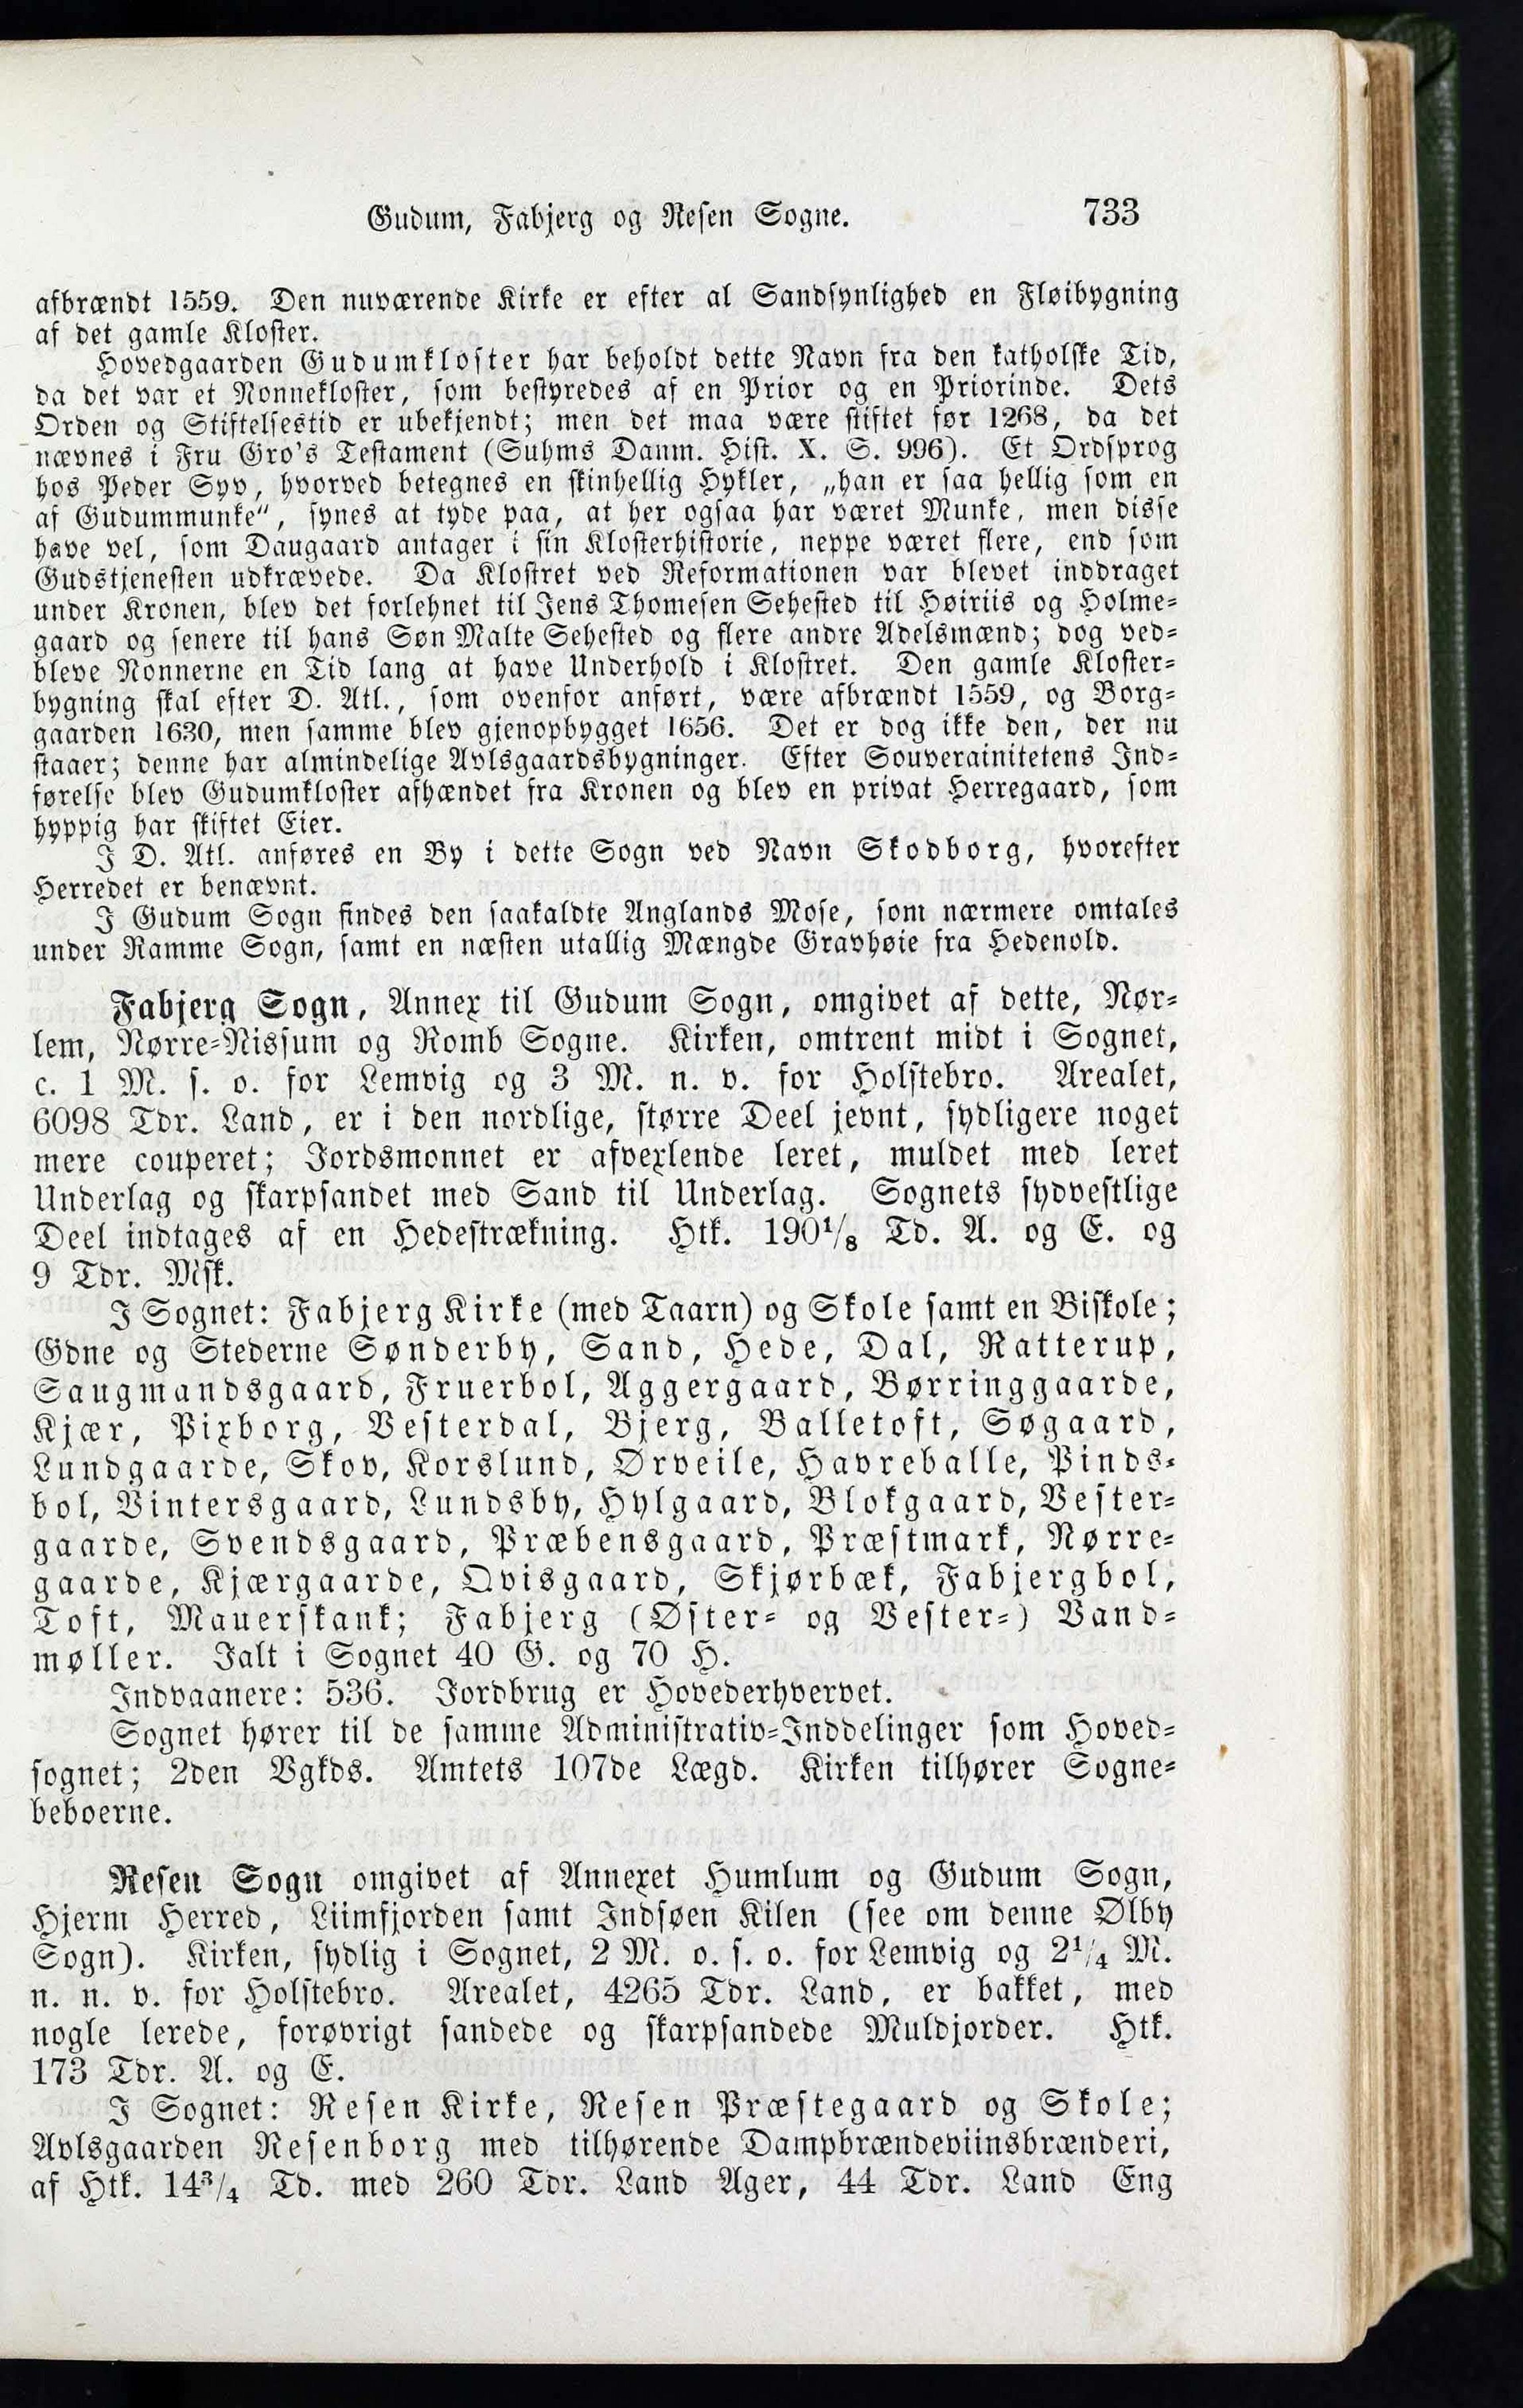 Gudum, Fabjerg og Resen Sogne. 733
afbrændt 1559. Den nuværende Kirke er efter al Sandsynlighed en Fløibygning
af det gamle Kloster.
Hovedgaarden Gudumkloster har beholdt dette Navn fra den katholske Tid,
da det var et Nonnekloster, som bestyredes af en Prior og en Priorinde. Dets
Orden og Stiftelsestid er ubekjendt; men det maa være stiftet før 1268, da det
nævnes i Fru Gro's Testament (Suhms Danm. Hist. X. S. 996). Et Ordsprog
hos Peder Syv, hvorved betegnes en skinhellig Hykler, „han er saa hellig som en
af Gudummunke“, synes at tyde paa, at her ogsaa har været Munke, men disse
have vel, som Daugaard antager i sin Klosterhistorie, neppe været flere, end som
Gudstjenesten udkrævede. Da Klostret ved Reformationen var blevet inddraget
under Kronen, blev det forlehnet til Jens Thomesen Sehested til Høiriis og Holme-
gaard og senere til hans Søn Malte Sehested og flere andre Adelsmænd; dog ved-
bleve Nonnerne en Tid lang at have Underhold i Klostret. Den gamle Kloster-
bygning skal efter D. Atl., som ovenfor anført, være afbrændt 1559, og Borg-
gaarden 1630, men samme blev gjenopbygget 1656. Det er dog ikke den, der nu
staaer; denne har almindelige Avlsgaardsbygninger. Efter Souverainitetens Ind-
førelse blev Gudumkloster afhændet fra Kronen og blev en privat Herregaard, som
hyppig har skiftet Eier.
I D. Atl. anføres en By i dette Sogn ved Navn Skodborg, hvorefter
Herredet er benævnt.
I Gudum Sogn findes den saakaldte Anglands Mose, som nærmere omtales
under Ramme Sogn, samt en næsten utallig Mængde Gravhøie fra Hedenold.
Fabjerg Sogn, Annex til Gudum Sogn, omgivet af dette, Nør-
lem, Nørre-Nissum og Romb Sogne. Kirken, omtrent midt i Sognet,
c. 1 M. s. o. for Lemvig og 3 M. n. v. for Holstebro. Arealet,
6098 Tdr. Land, er i den nordlige, større Deel jevnt, sydligere noget
mere couperet; Jordsmonnet er afvexlende leret, muldet med leret
Underlag og skarpsandet med Sand til Underlag. Sognets sydvestlige
Deel indtages af en Hedestrækning. Htk. 190⅛ Td. A. og E. og
9 Tdr. Msk.
I Sognet: Fabjerg Kirke (med Taarn) og Skole samt en Biskole;
Gdne og Stederne Sønderby, Sand, Hede, Dal, Ratterup,
Saugmandsgaard, Fruerbol, Aggergaard, Børringgaarde,
Kjær, Pixborg, Vesterdal, Bjerg, Balletoft, Søgaard,
Lundgaarde, Skov, Korslund, Ørveile, Havreballe, Pinds-
bol, Vintersgaard, Lundsby, Hylgaard, Blokgaard, Vester-
gaarde, Svendsgaard, Præbensgaard, Præstmark, Nørre-
gaarde, Kjærgaarde, Qvisgaard, Skjørbæk, Fabjergbol,
Toft, Mauerskank; Fabjerg (Øster- og Vester-) Vand-
møller. Ialt i Sognet 40 G. og 70 H.
Indvaanere: 536. Jordbrug er Hovederhvervet.
Sognet hører til de samme Administrativ-Inddelinger som Hoved-
sognet; 2den Vgkds. Amtets 107de Lægd. Kirken tilhører Sogne-
beboerne.
Resen Sogn omgivet af Annexet Humlum og Gudum Sogn,
Hjerm Herred, Liimfjorden samt Indsøen Kilen (see om denne Ølby
Sogn). Kirken, sydlig i Sognet, 2 M. o. s. o. for Lemvig og 2¼ M.
n. n. v. for Holstebro. Arealet, 4265 Tdr. Land, er bakket, med
nogle lerede, forøvrigt sandede og skarpsandede Muldjorder. Htk.
173 Tdr. A. og E.
I Sognet: Resen Kirke, Resen Præstegaard og Skole;
Avlsgaarden Resenborg med tilhørende Dampbrændeviinsbrænderi,
af Htk. 14¾ Td. med 260 Tdr. Land Ager, 44 Tdr. Land Eng